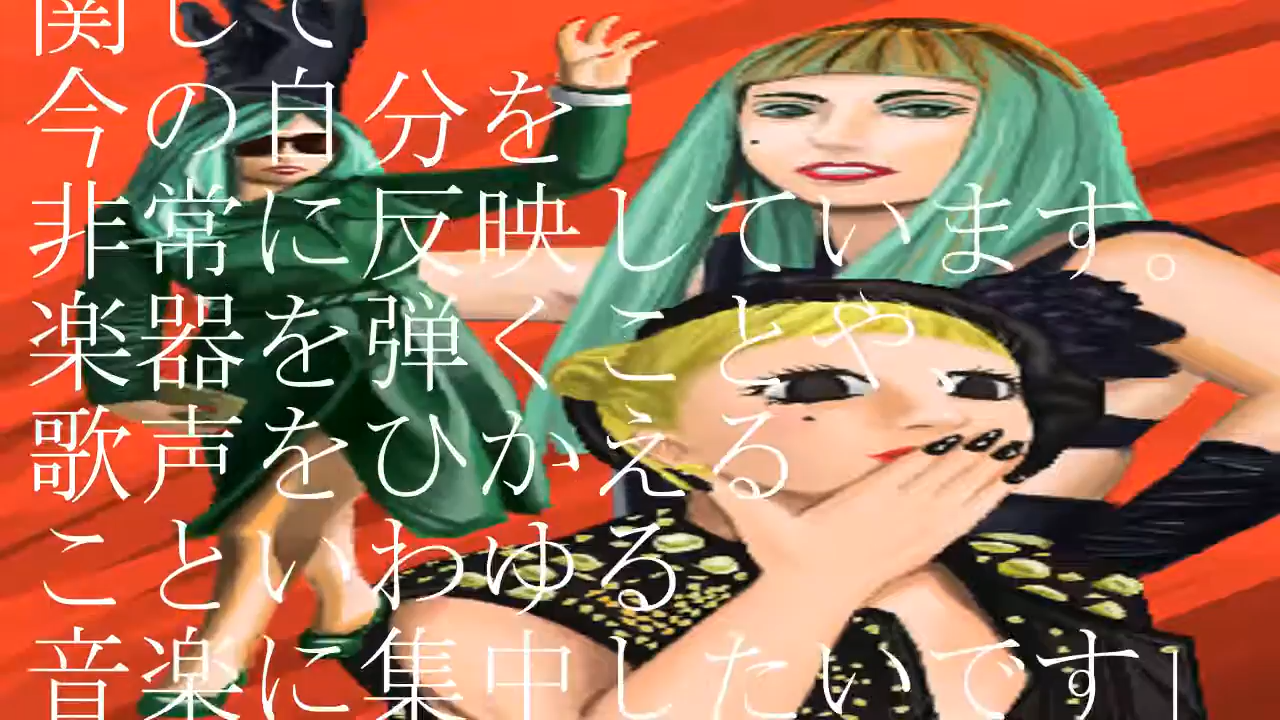 関して
今の自分を
非常に反映しています。
楽器を弾くことや、
歌声をひかえる
こといわゆる
音楽に集中したいです」